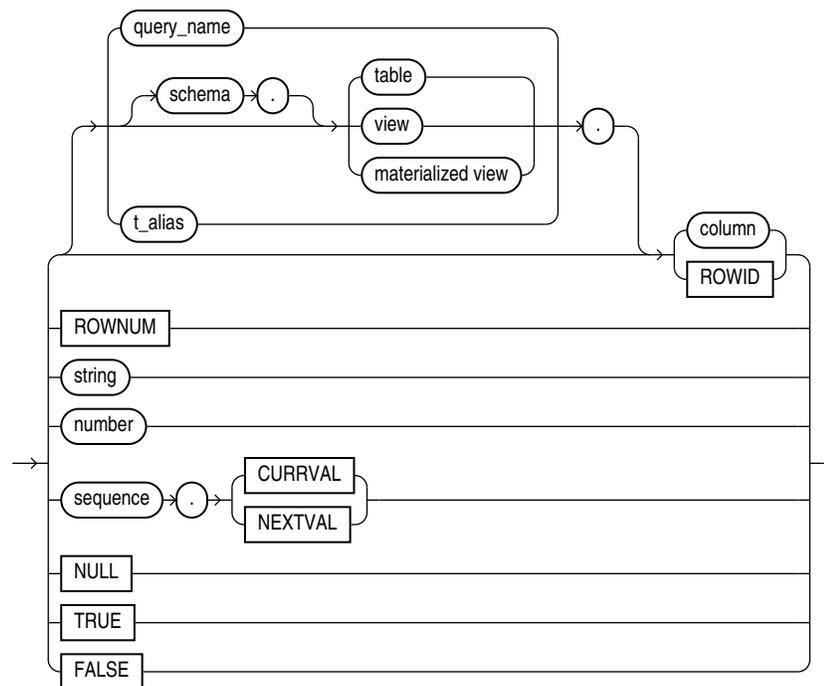 query_name
table
schema .
view .
materialized view
t_alias
column
ROWID
ROWNUM
string
number
CURRVAL
sequence .
NEXTVAL
NULL
TRUE
FALSE